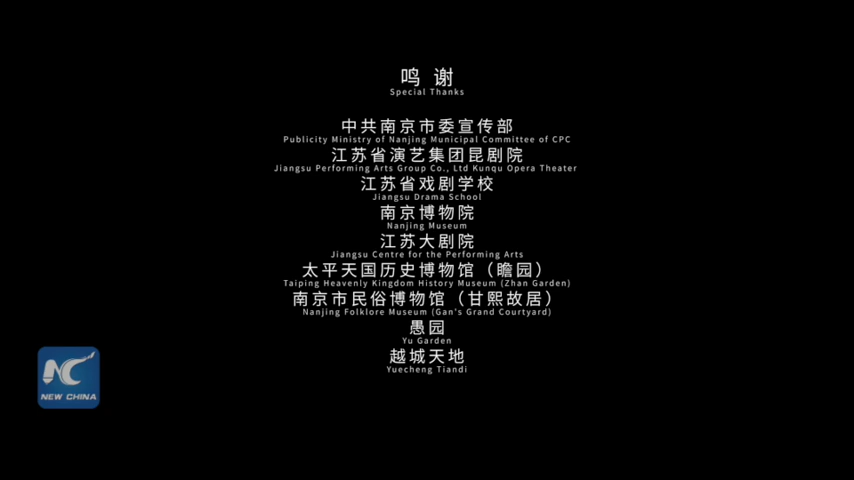 鸣 谢
Special Thanks
中共南京市委宣传部
Publicity Ministry of Nanjing Municipal Committee of CPC
江苏省演艺集团昆剧院
Jiangsu Performing Arts Group Co., Ltd Kunqu Opera Theater
江苏省戏剧学校
Jiangsu Drama School
南京博物院
Nanjing Museum
江苏大剧院
Jiangsu Centre for the Performing Arts
太平天国历史博物馆（瞻园）
Taiping Heavenly Kingdom History Museum (Zhan Garden)
南京市民俗博物馆（甘熙故居）
Nanjing Folklore Museum (Gan's Grand Courtyard)
愚园
Yu Garden
越城天地
Yuecheng Tiandi
NC
NEW CHINA